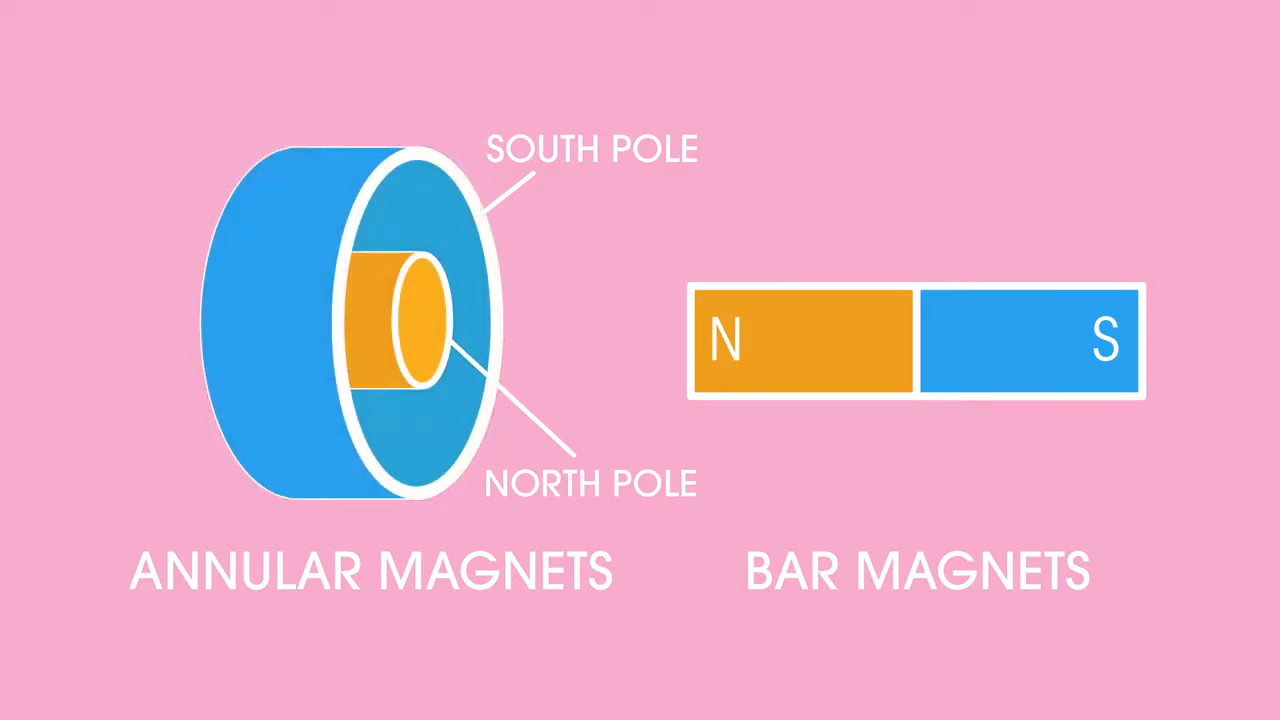 SOUTH POLE
N
S
NORTH POLE
ANNULAR MAGNETS
BAR MAGNETS